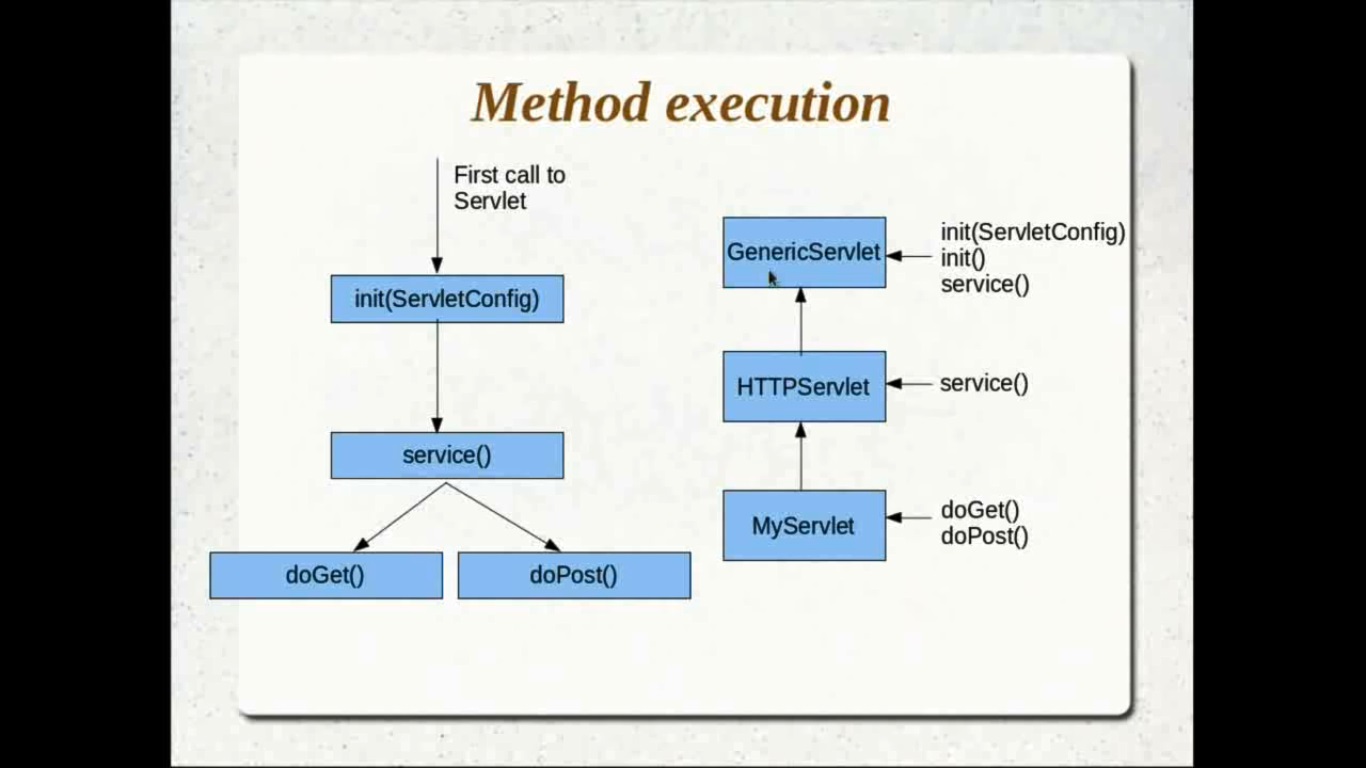 Method execution
First call to
Servlet
init(ServletConfig)
service()
doGet()
doPost()
GenericServlet
init(ServletConfig)
init()
service()
HTTPServlet
service()
MyServlet
doGet()
doPost()